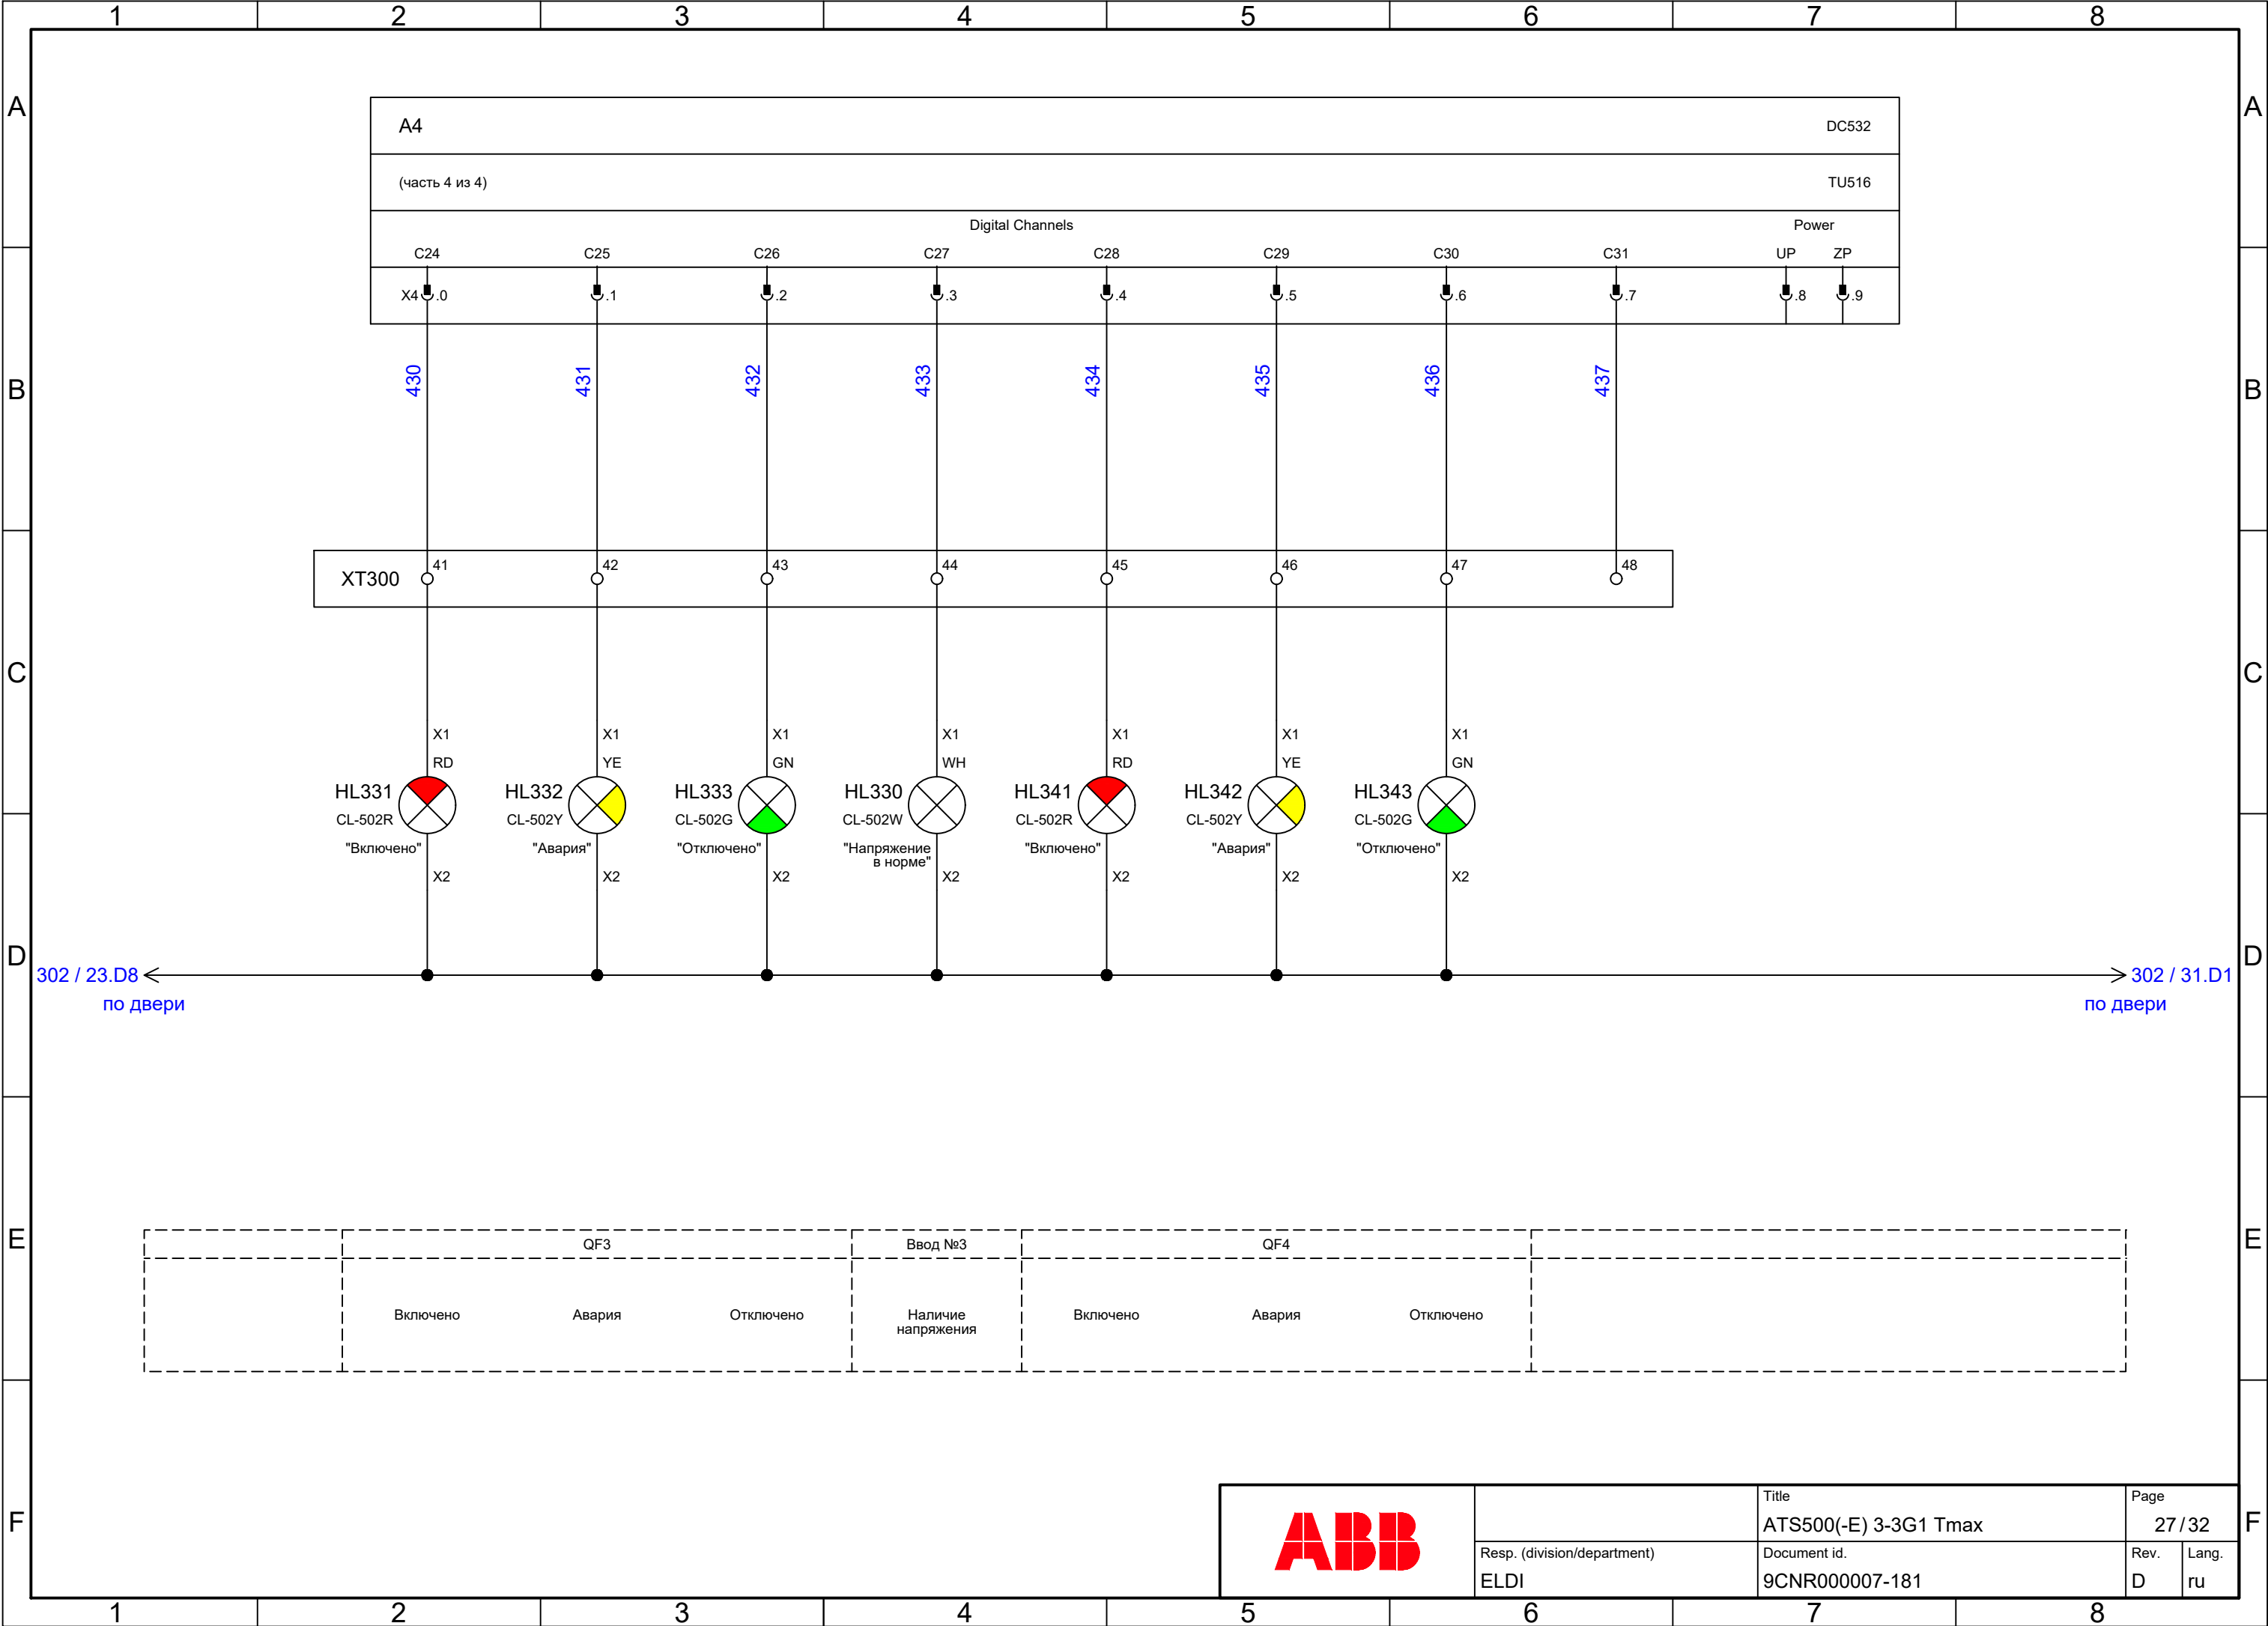 1 2 3 4 5 6 7 8
A A
A4 DC532
(часть 4 из 4) TU516
Digital Channels Power
C24 C25 C26 C27 C28 C29 C30 C31 UP ZP
X4 .0 .1 .2 .3 .4 .5 .6 .7 .8 .9
430 431 432 433 434 435 436 437
B B
XT300 41 42 43 44 45 46 47 48
C C
X1 X1 X1 X1 X1 X1 X1
RD YE GN WH RD YE GN
HL331 HL332 HL333 HL330 HL341 HL342 HL343
CL-502R CL-502Y CL-502G CL-502W CL-502R CL-502Y CL-502G
"Включено" "Авария" "Отключено" "Напряжение "Включено" "Авария" "Отключено"
в норме"
X2 X2 X2 X2 X2 X2 X2
D D
302 / 23.D8 302 / 31.D1
по двери по двери
E E
QF3 Ввод №3 QF4
Включено Авария Отключено Наличие Включено Авария Отключено
напряжения
F F
ABB
Title Page
ATS500(-E) 3-3G1 Tmax 27 / 32
Resp. (division/department) Document id. Rev. Lang.
ELDI 9CNR000007-181 D ru
1 2 3 4 5 6 7 8